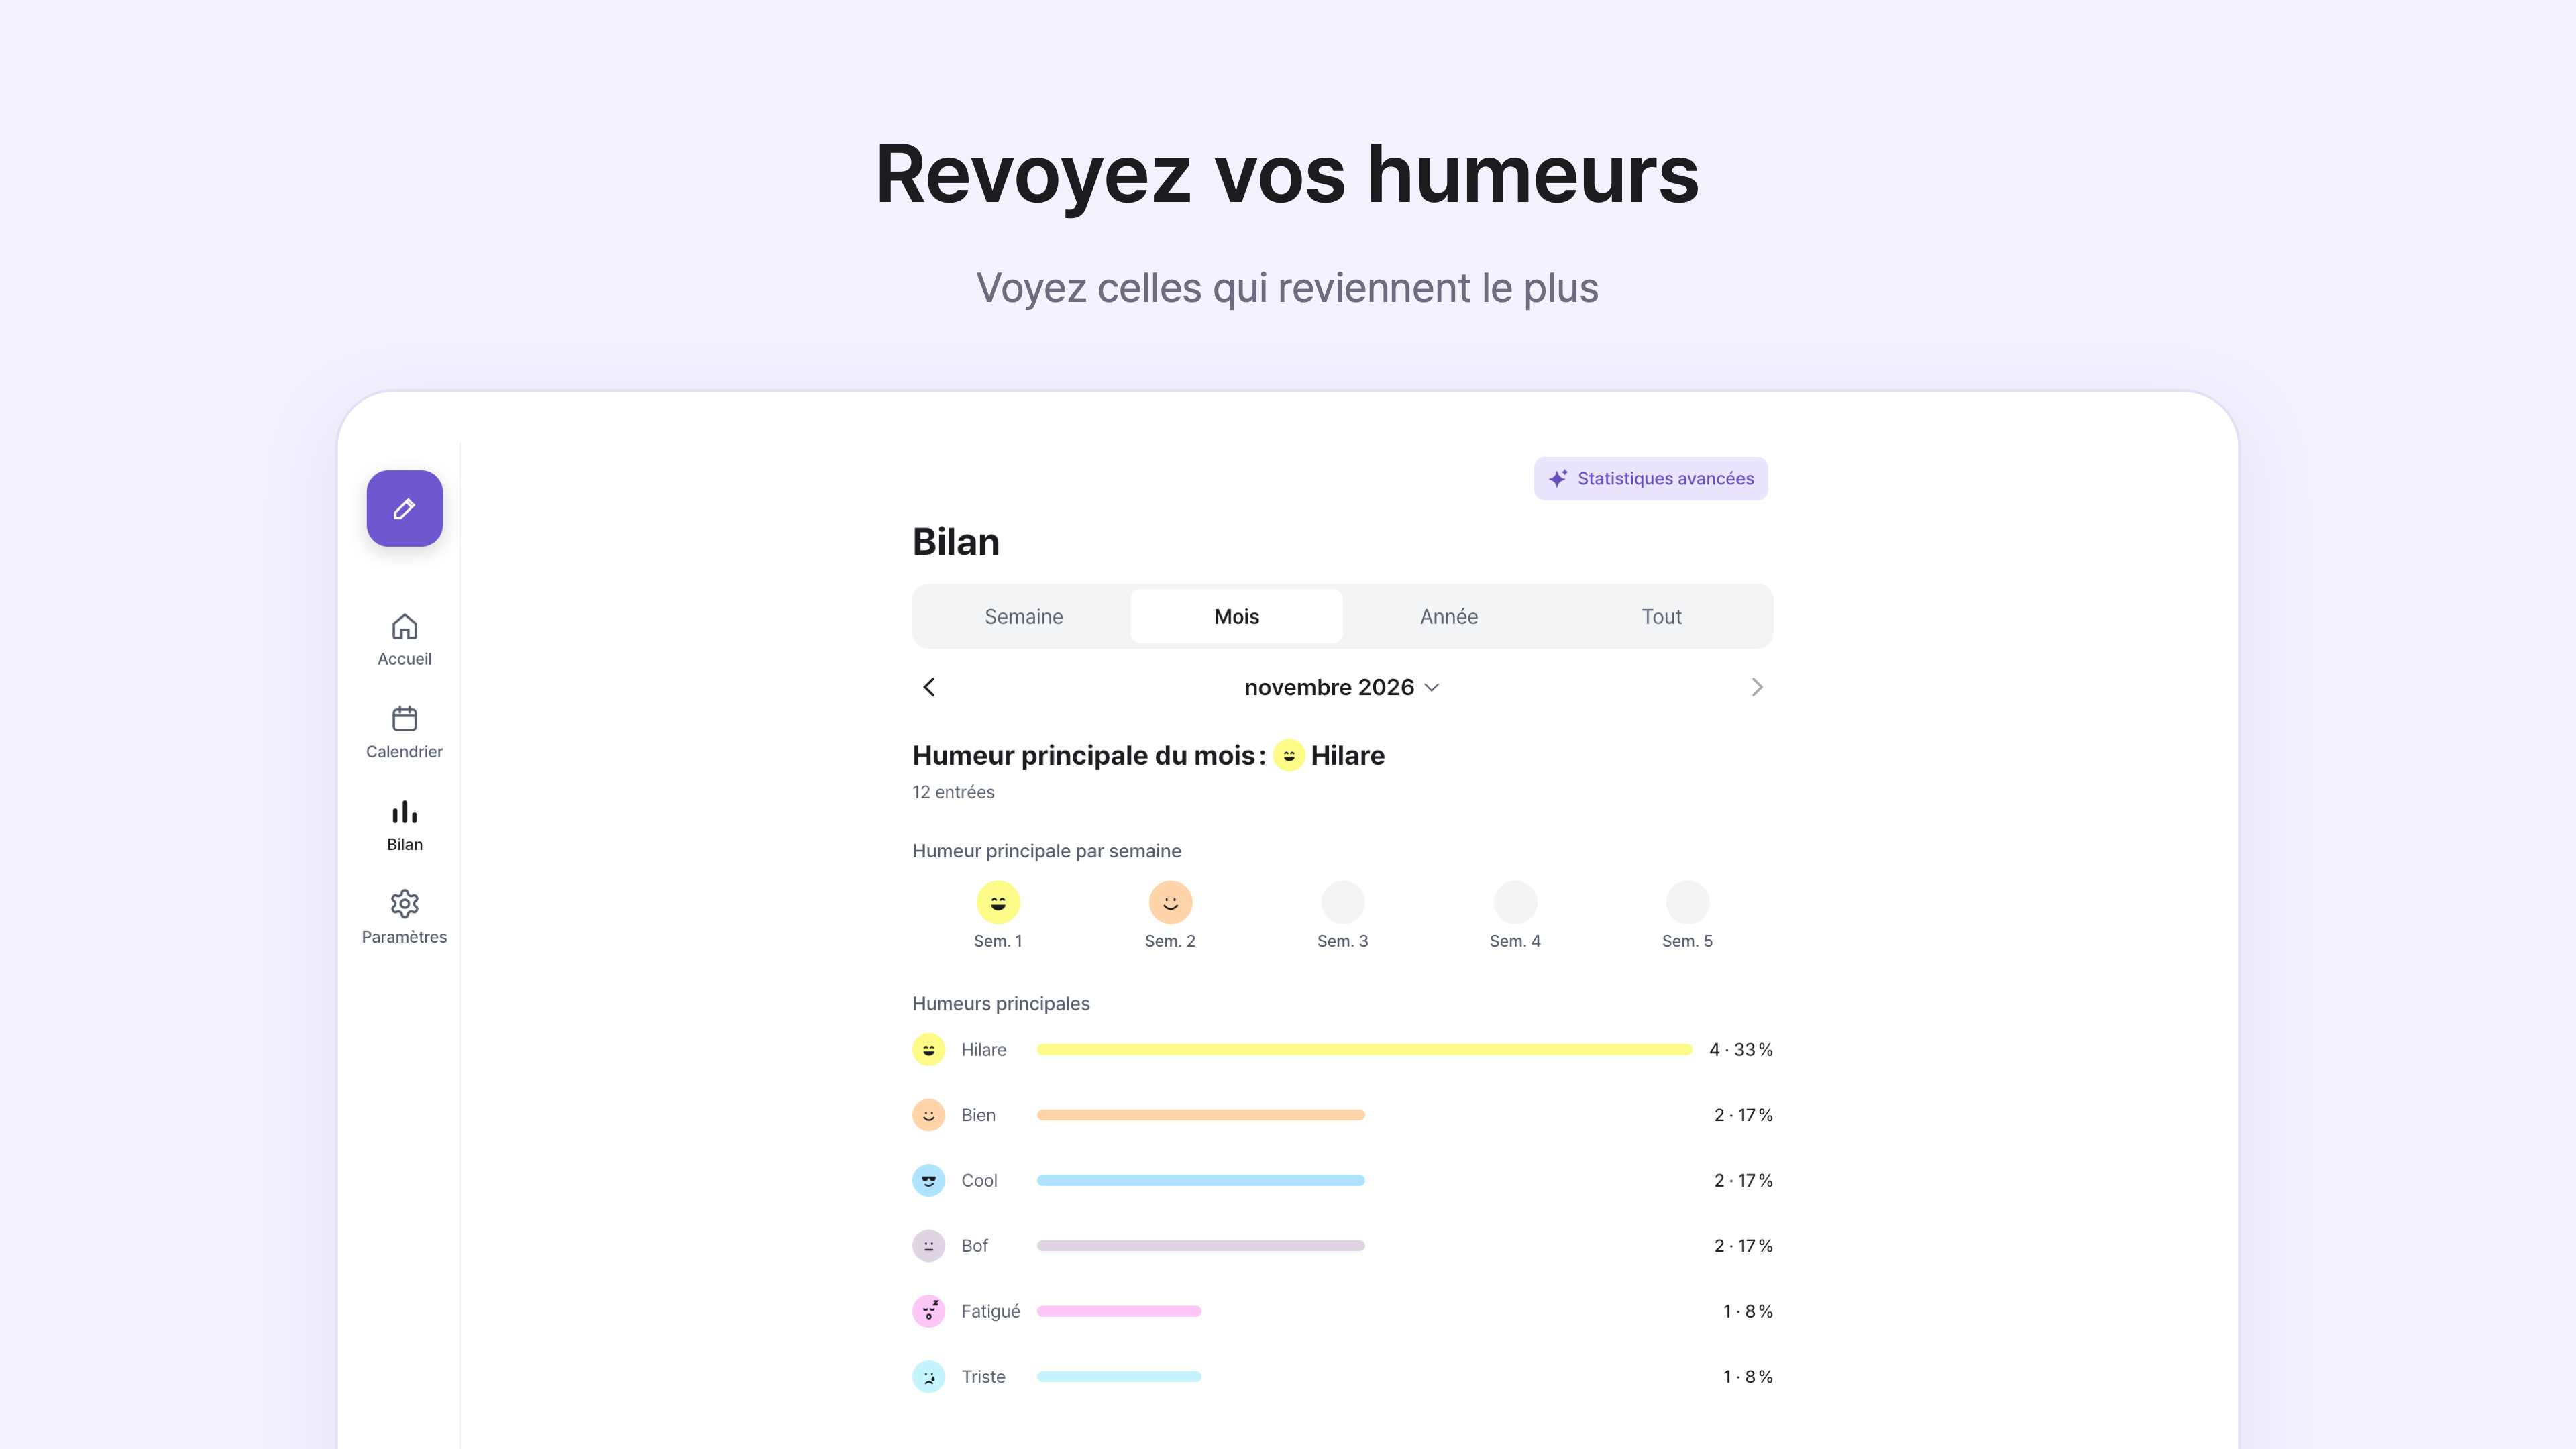 Revoyez vos humeurs
Voyez celles qui reviennent le plus
Statistiques avancées
Accueil
Calendrier
Bilan
Paramètres
Bilan
Semaine Mois Année Tout
novembre 2026
Humeur principale du mois : Hilare
12 entrées
Humeur principale par semaine
Sem. 1 Sem. 2 Sem. 3 Sem. 4 Sem. 5
Humeurs principales
Hilare 4 · 33 %
Bien 2 · 17 %
Cool 2 · 17 %
Bof 2 · 17 %
Fatigué 1 · 8 %
Triste 1 · 8 %